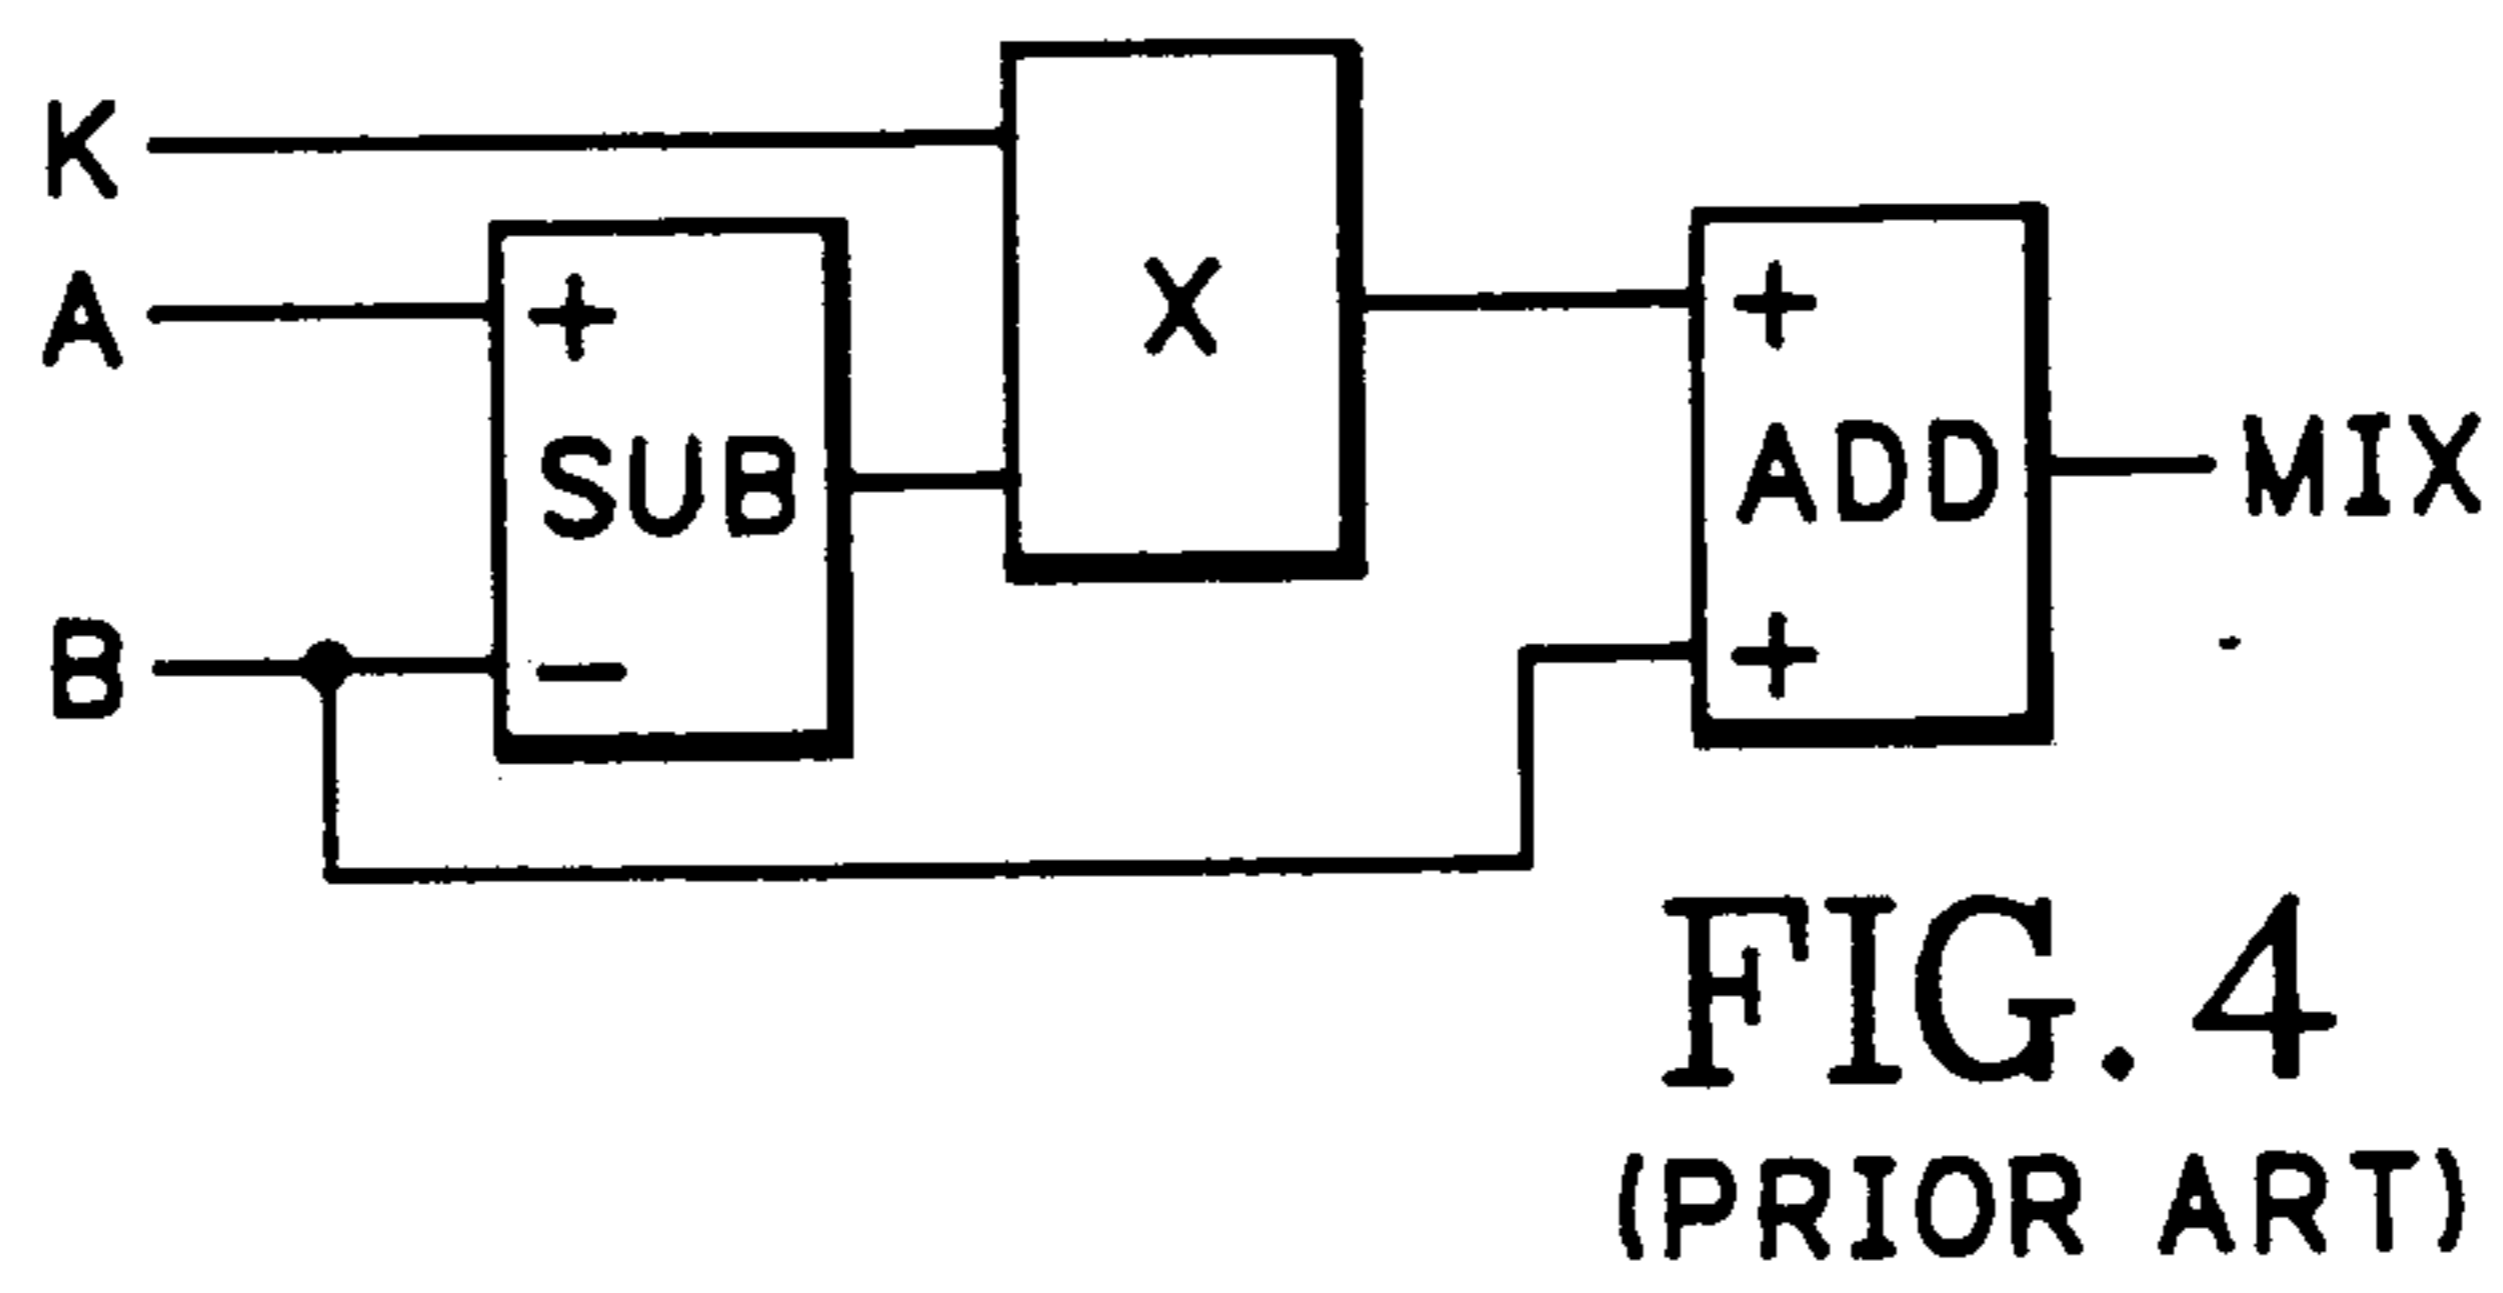 K
A
B
+
SUB
−
X
+
ADD
+
MIX
FIG. 4
(PRIOR ART)